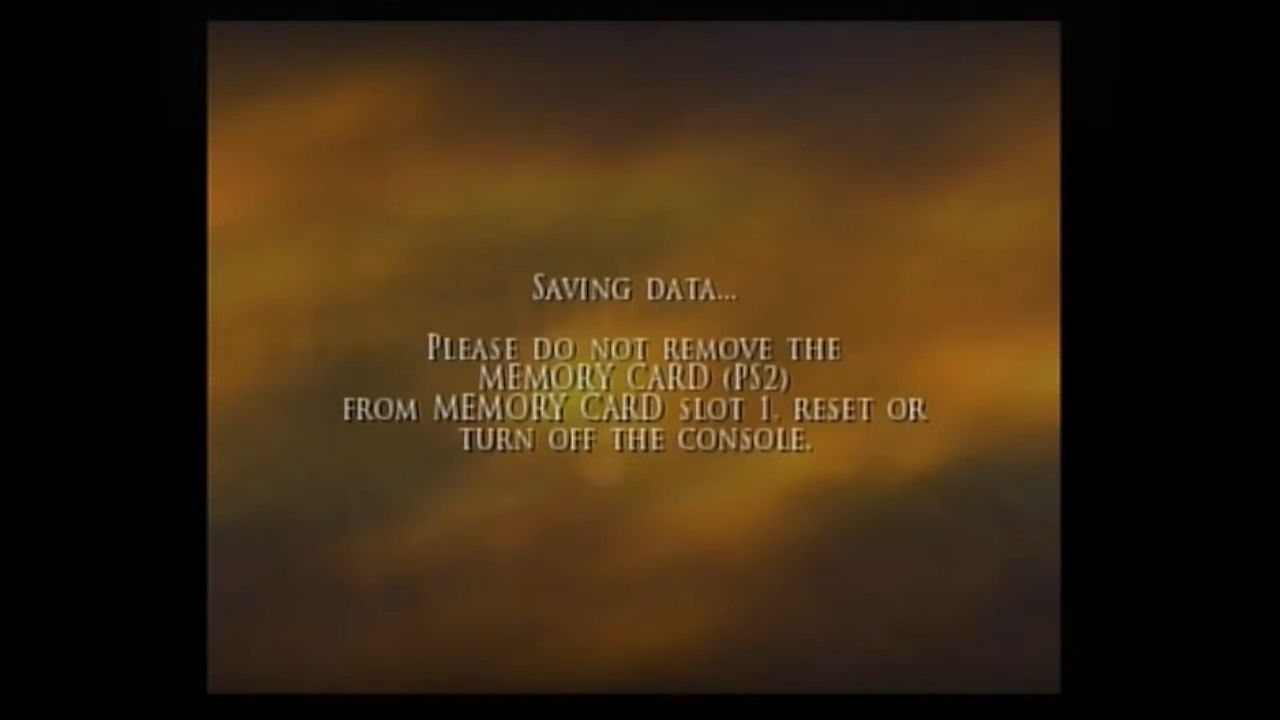 Saving data...
Please do not remove the
MEMORY CARD (PS2)
from MEMORY CARD slot 1, reset or
turn off the console.